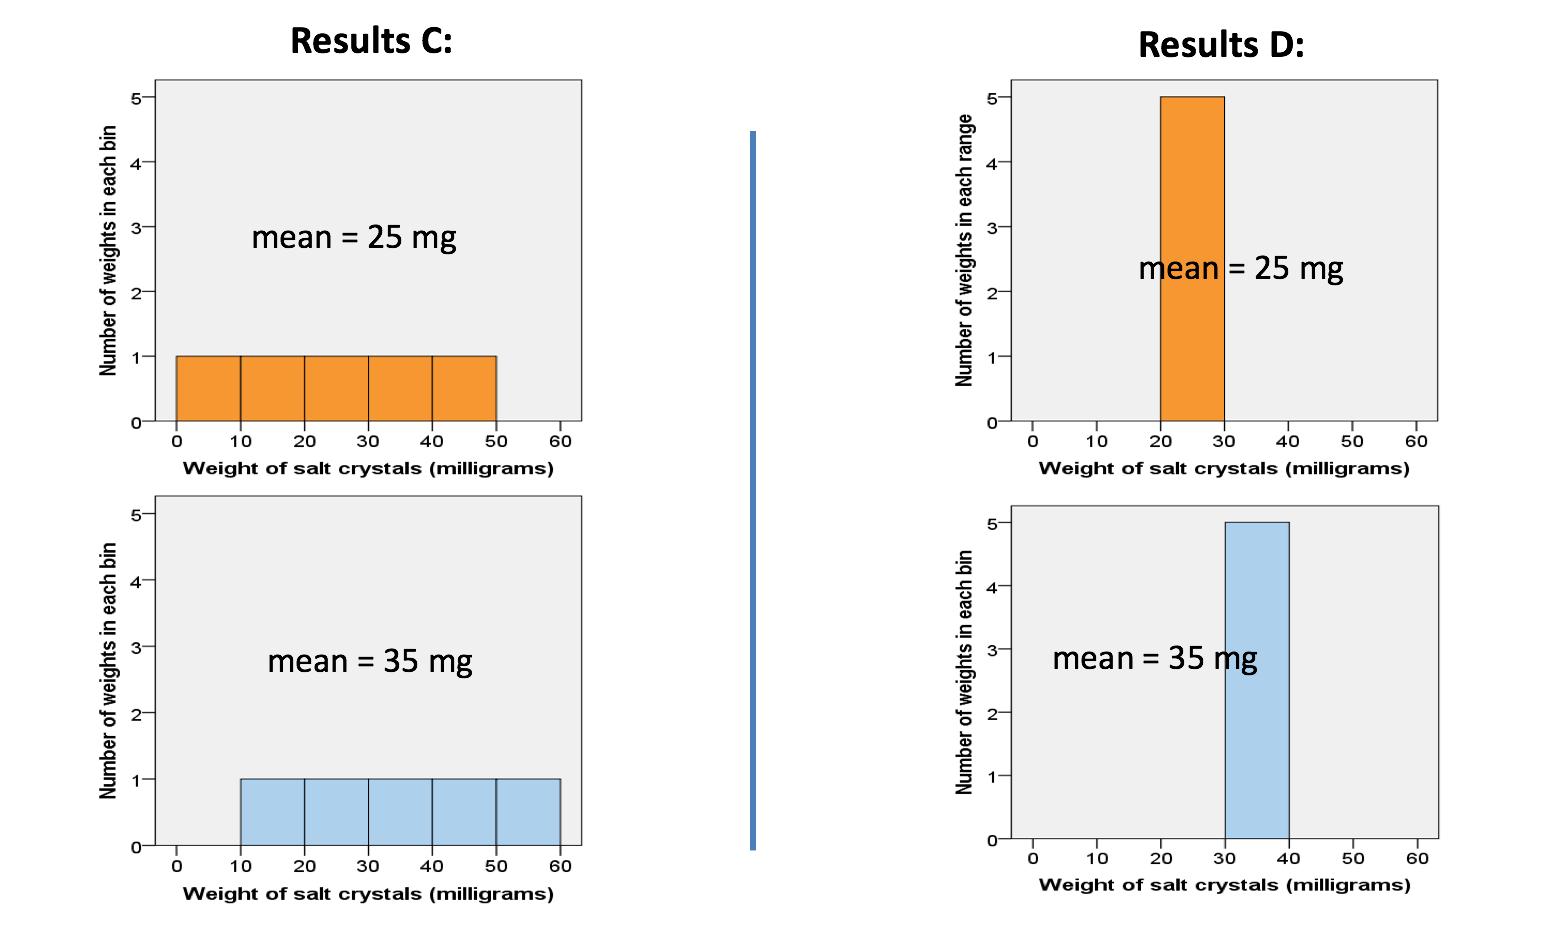 Results C:
Number of weights in each bin
5
4
3
2
1
0
mean = 25 mg
0 10 20 30 40 50 60
Weight of salt crystals (milligrams)
Number of weights in each bin
5
4
3
2
1
0
mean = 35 mg
0 10 20 30 40 50 60
Weight of salt crystals (milligrams)
Results D:
Number of weights in each range
5
4
3
2
1
0
mean = 25 mg
0 10 20 30 40 50 60
Weight of salt crystals (milligrams)
Number of weights in each bin
5
4
3
2
1
0
mean = 35 mg
0 10 20 30 40 50 60
Weight of salt crystals (milligrams)